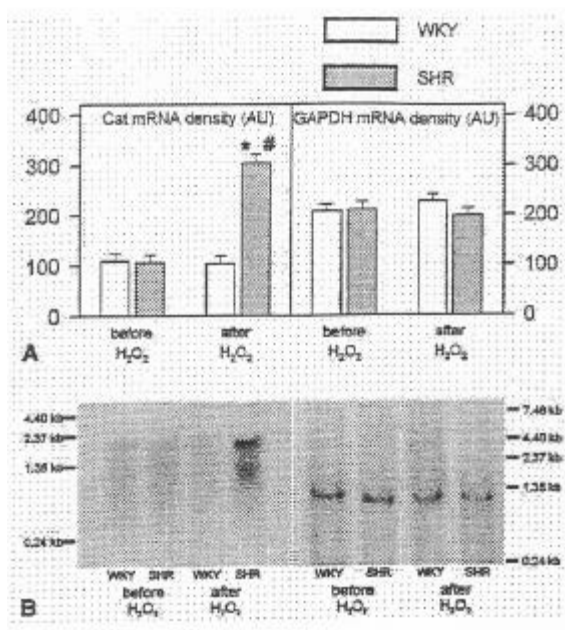 WKY
SHR
400 Cat mRNA density (AU) GAPDH mRNA density (AU) 400
* #
300 300
200 200
100 100
0 0
before after before after
H₂O₂ H₂O₂ H₂O₂ H₂O₂
A
4.40 kb 7.46 kb
2.37 kb 4.40 kb
1.35 kb 2.37 kb
1.35 kb
0.24 kb 0.24 kb
WKY SHR WKY SHR WKY SHR WKY SHR
before after before after
H₂O₂ H₂O₂ H₂O₂ H₂O₂
B